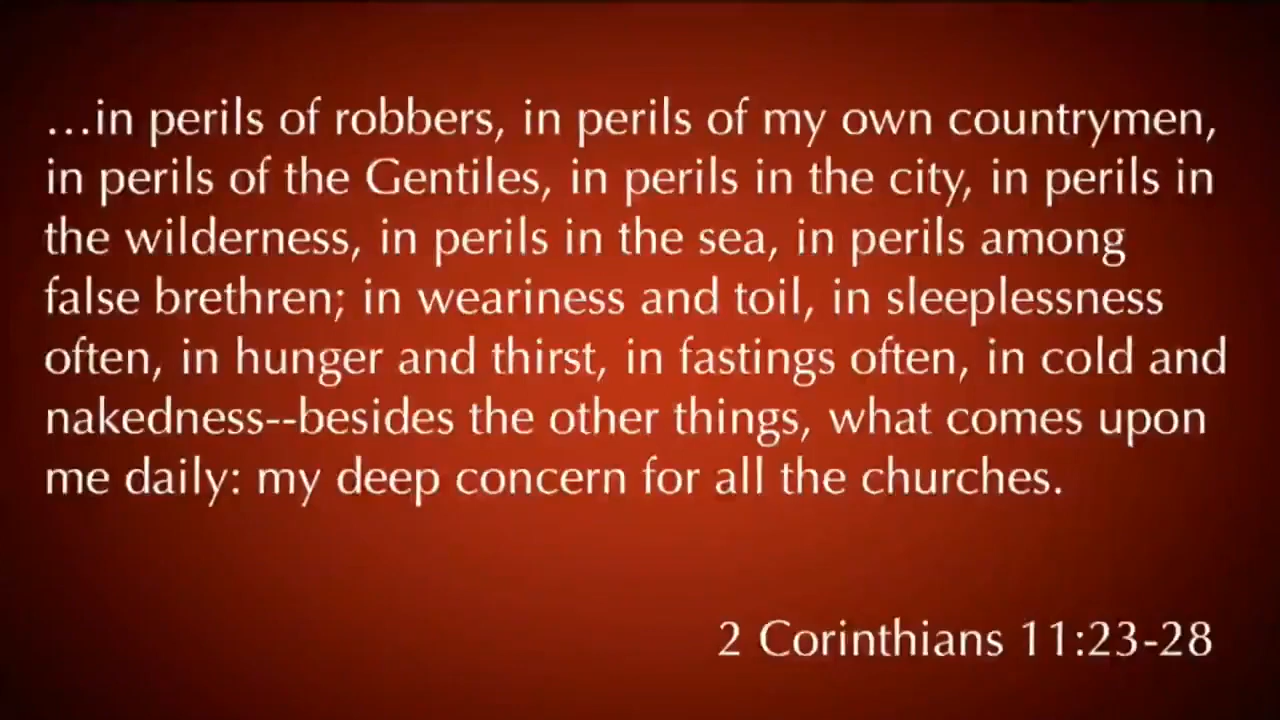 ...in perils of robbers, in perils of my own countrymen,
in perils of the Gentiles, in perils in the city, in perils in
the wilderness, in perils in the sea, in perils among
false brethren; in weariness and toil, in sleeplessness
often, in hunger and thirst, in fastings often, in cold and
nakedness--besides the other things, what comes upon
me daily: my deep concern for all the churches.
2 Corinthians 11:23-28